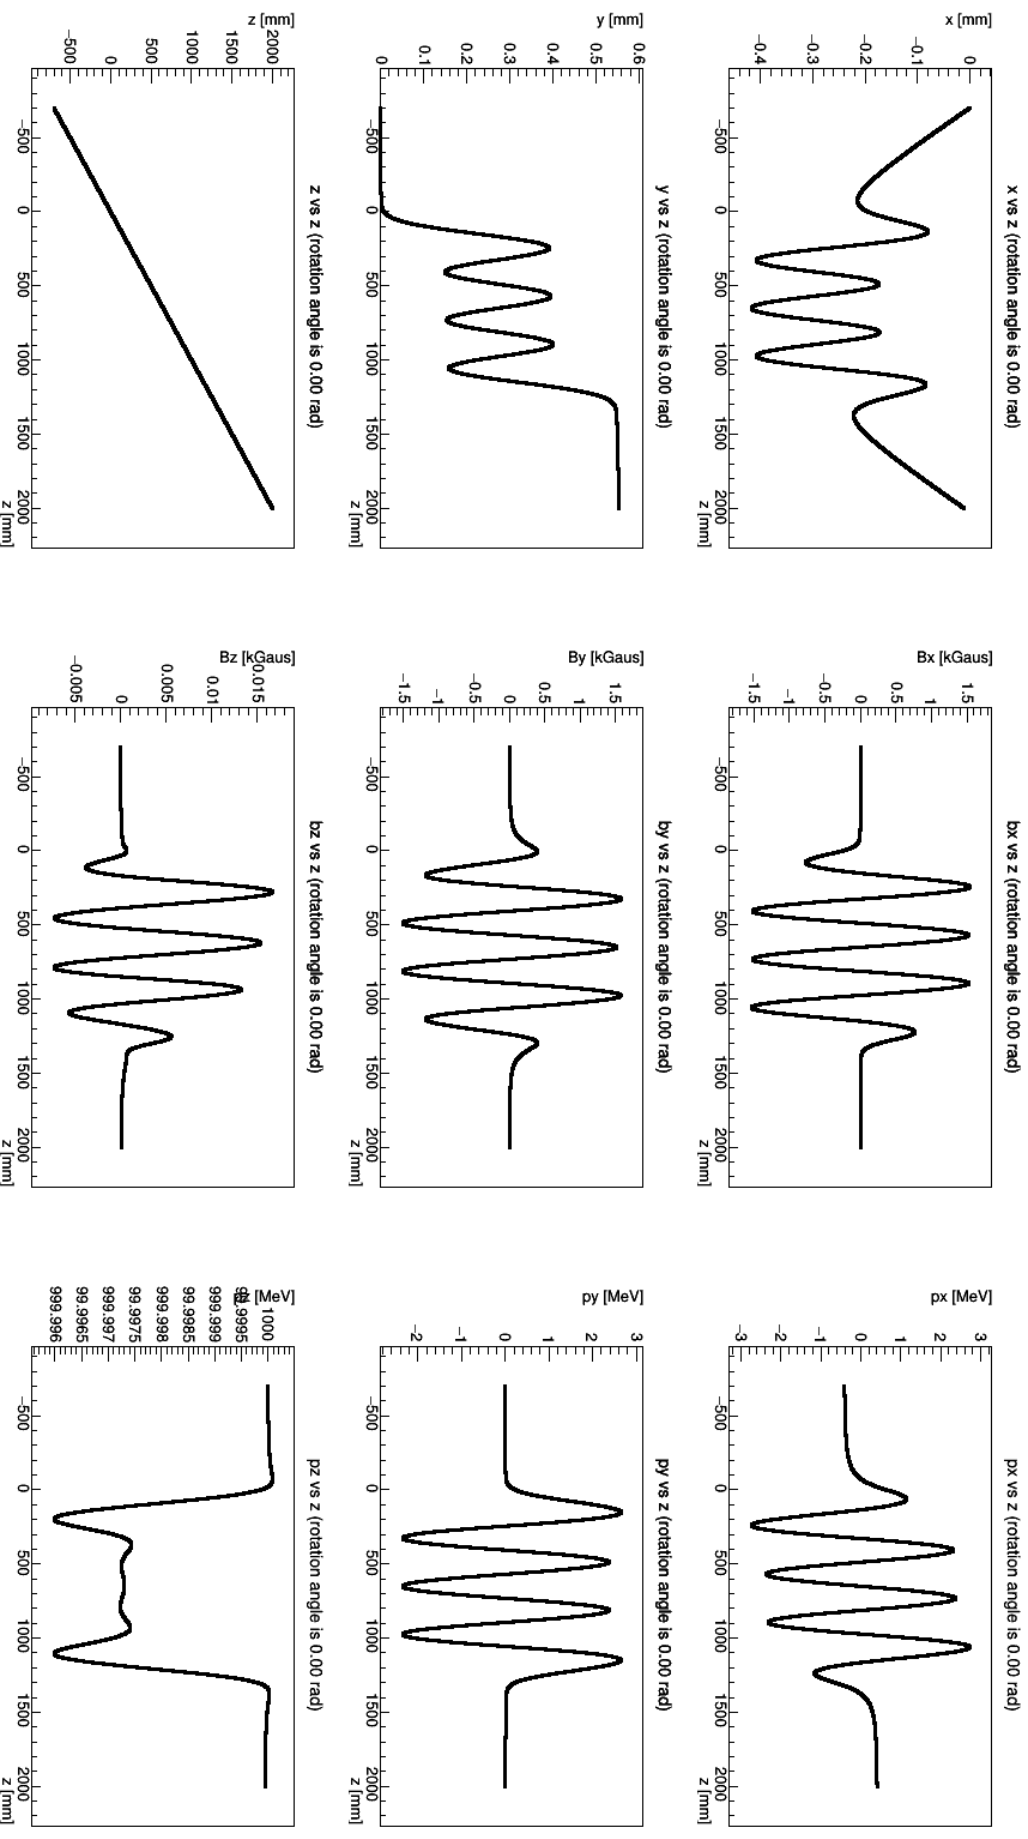 x vs z (rotation angle is 0.00 rad)
x [mm]
0
−0.1
−0.2
−0.3
−0.4
−500 0 500 1000 1500 2000
z [mm]
bx vs z (rotation angle is 0.00 rad)
Bx [kGaus]
1.5
1
0.5
0
−0.5
−1
−1.5
−500 0 500 1000 1500 2000
z [mm]
px vs z (rotation angle is 0.00 rad)
px [MeV]
3
2
1
0
−1
−2
−3
−500 0 500 1000 1500 2000
z [mm]
y vs z (rotation angle is 0.00 rad)
y [mm]
0.6
0.5
0.4
0.3
0.2
0.1
0
−500 0 500 1000 1500 2000
z [mm]
by vs z (rotation angle is 0.00 rad)
By [kGaus]
1.5
1
0.5
0
−0.5
−1
−1.5
−500 0 500 1000 1500 2000
z [mm]
py vs z (rotation angle is 0.00 rad)
py [MeV]
2
1
0
−1
−2
−500 0 500 1000 1500 2000
z [mm]
z vs z (rotation angle is 0.00 rad)
z [mm]
2000
1500
1000
500
0
−500
−500 0 500 1000 1500 2000
z [mm]
bz vs z (rotation angle is 0.00 rad)
Bz [kGaus]
0.015
0.01
0.005
0
−0.005
−500 0 500 1000 1500 2000
z [mm]
pz vs z (rotation angle is 0.00 rad)
[MeV]
1000
999.9995
999.999
999.9985
999.998
999.9975
999.997
999.9965
999.996
−500 0 500 1000 1500 2000
z [mm]